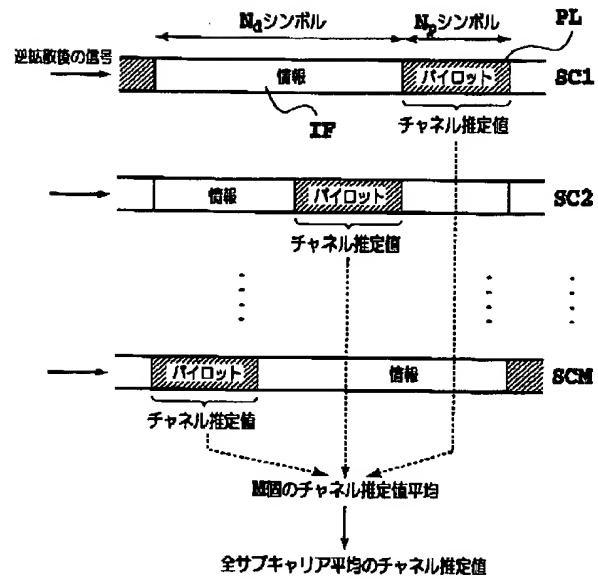 Ndシンボル Npシンボル PL
逆拡散後の信号
情報 パイロット SC1
IF チャネル推定値
情報 パイロット SC2
チャネル推定値
パイロット 情報 SCM
チャネル推定値
M個のチャネル推定値平均
全サブキャリア平均のチャネル推定値